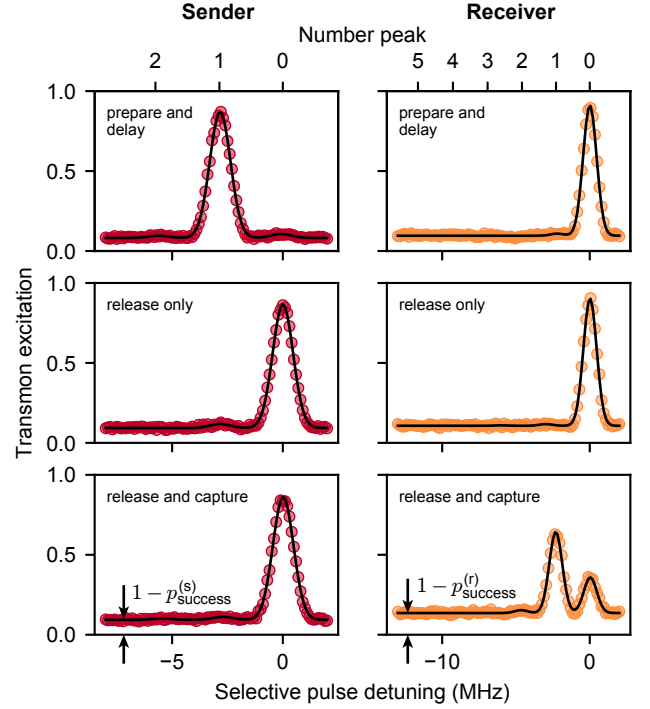 Sender Receiver
Number peak
2 1 0 5 4 3 2 1 0
1.0
prepare and
delay
prepare and
delay
0.5
0.0
1.0
release only
release only
0.5
0.0
1.0
release and capture
release and capture
0.5
1 − p_success^(s)
1 − p_success^(r)
0.0
−5 0 −10 0
Selective pulse detuning (MHz)
Transmon excitation